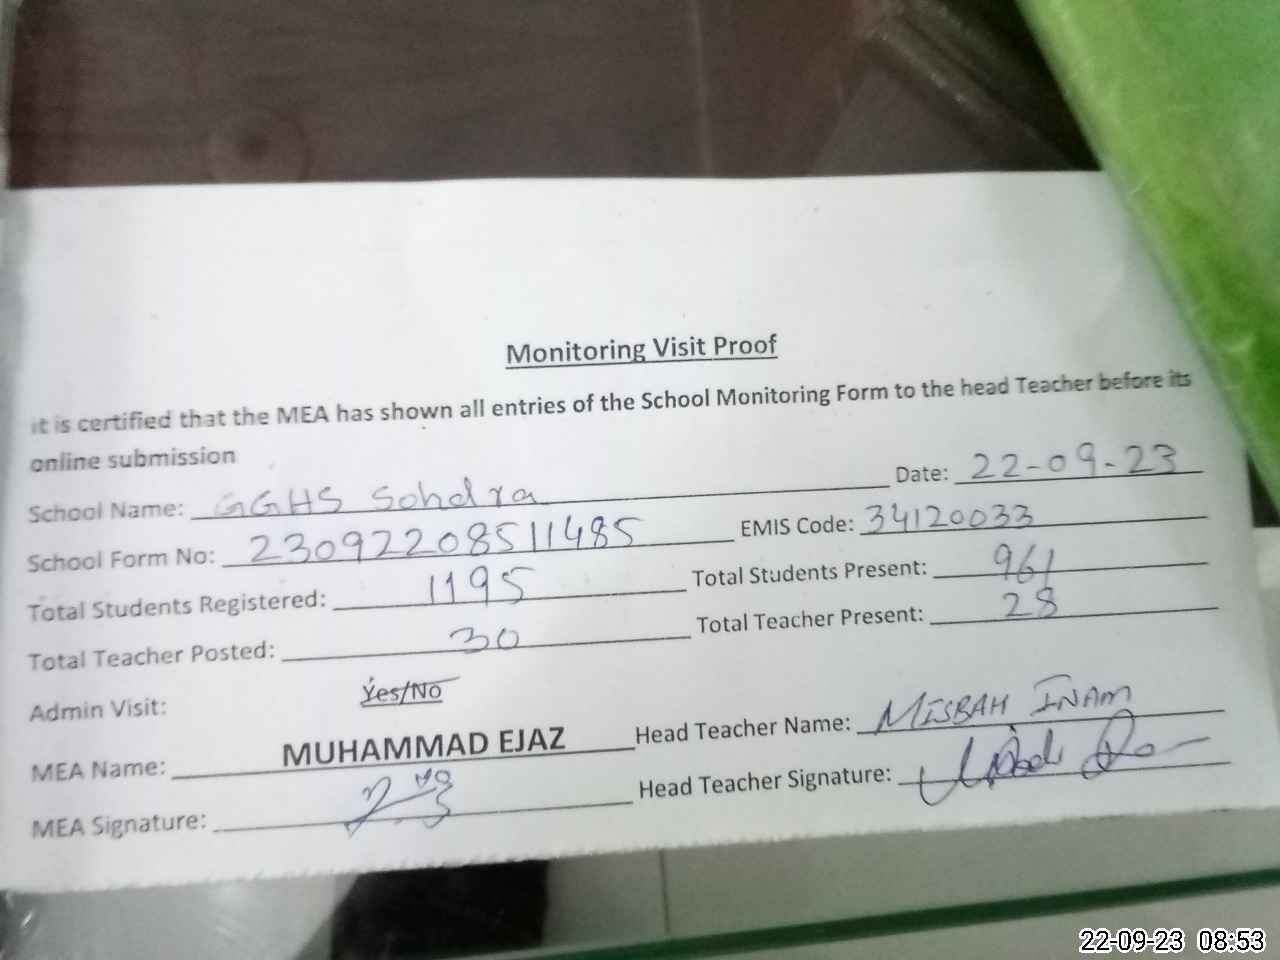 Monitoring Visit Proof
it is certified that the MEA has shown all entries of the School Monitoring Form to the head Teacher before its
online submission
School Name: GGHS Sohdra Date: 22-09-23
School Form No: 23092208511485 EMIS Code: 34120033
Total Students Registered: 1195 Total Students Present: 961
Total Teacher Posted: 30 Total Teacher Present: 28
Admin Visit: Yes/No
MEA Name: MUHAMMAD EJAZ Head Teacher Name: MISBAH INAM
MEA Signature: Head Teacher Signature:
22-09-23 08:53